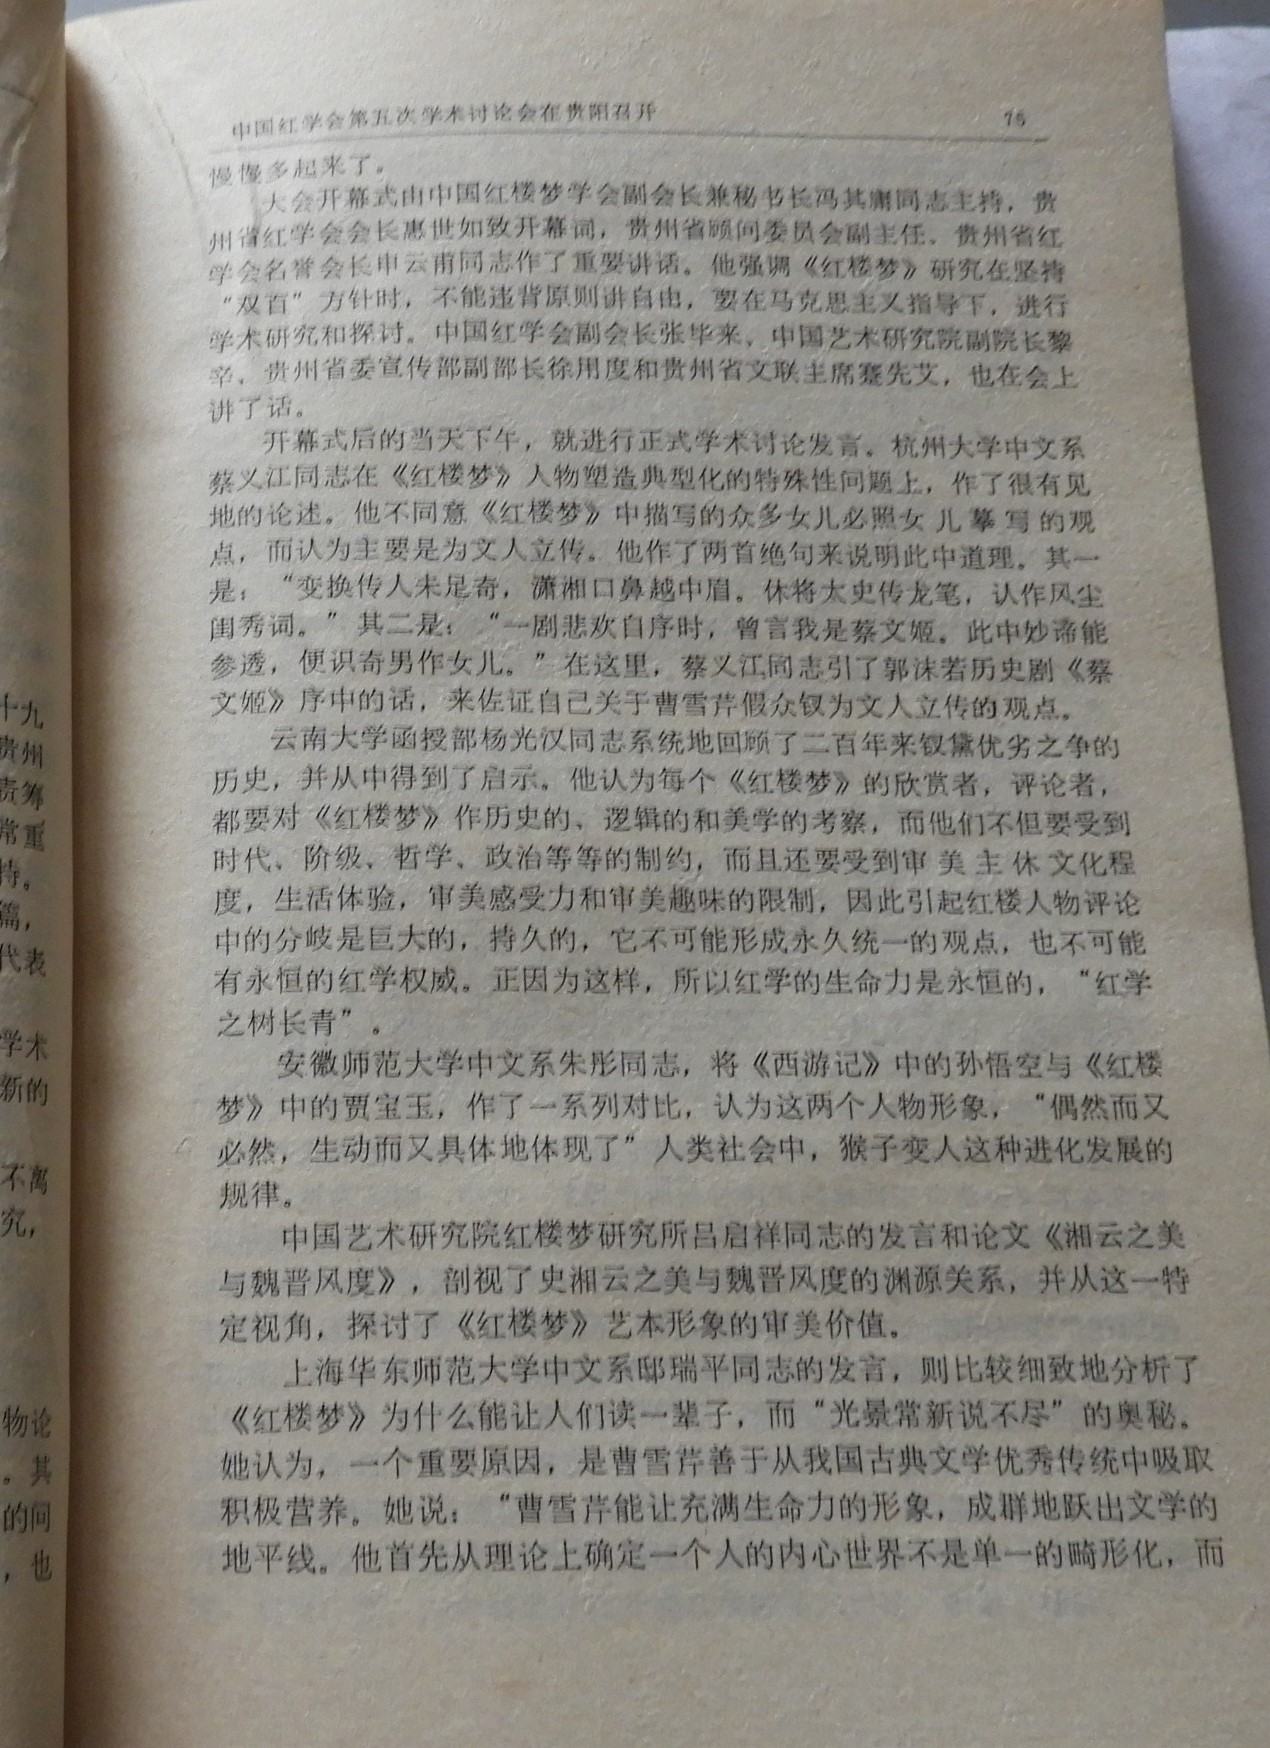 中国红学会第五次学术讨论会在贵阳召开 75
慢慢多起来了。
大会开幕式由中国红楼梦学会副会长兼秘书长冯其庸同志主持，贵
州省红学会会长惠世如致开幕词，贵州省顾问委员会副主任、贵州省红
学会名誉会长申云甫同志作了重要讲话。他强调《红楼梦》研究在坚持
“双百”方针时，不能违背原则讲自由，要在马克思主义指导下，进行
学术研究和探讨。中国红学会副会长张毕来、中国艺术研究院副院长黎
辛、贵州省委宣传部副部长徐用度和贵州省文联主席蹇先艾，也在会上
讲了话。
开幕式后的当天下午，就进行正式学术讨论发言。杭州大学中文系
蔡义江同志在《红楼梦》人物塑造典型化的特殊性问题上，作了很有见
地的论述。他不同意《红楼梦》中描写的众多女儿必照女儿摹写的观
点，而认为主要是为文人立传。他作了两首绝句来说明此中道理。其一
是：“变换传人未足奇，潇湘口鼻越中眉。休将太史传龙笔，认作风尘
闺秀词。”其二是：“一剧悲欢自序时，曾言我是蔡文姬。此中妙谛能
参透，便识奇男作女儿。”在这里，蔡义江同志引了郭沫若历史剧《蔡
文姬》序中的话，来佐证自己关于曹雪芹假众钗为文人立传的观点。
云南大学函授部杨光汉同志系统地回顾了二百年来钗黛优劣之争的
历史，并从中得到了启示。他认为每个《红楼梦》的欣赏者，评论者，
都要对《红楼梦》作历史的、逻辑的和美学的考察，而他们不但要受到
时代、阶级、哲学、政治等等的制约，而且还要受到审美主休文化程
度，生活体验，审美感受力和审美趣味的限制，因此引起红楼人物评论
中的分岐是巨大的，持久的，它不可能形成永久统一的观点，也不可能
有永恒的红学权威。正因为这样，所以红学的生命力是永恒的，“红学
之树长青”。
安徽师范大学中文系朱彤同志，将《西游记》中的孙悟空与《红楼
梦》中的贾宝玉，作了一系列对比，认为这两个人物形象，“偶然而又
必然，生动而又具体地体现了”人类社会中，猴子变人这种进化发展的
规律。
中国艺术研究院红楼梦研究所吕启祥同志的发言和论文《湘云之美
与魏晋风度》，剖视了史湘云之美与魏晋风度的渊源关系，并从这一特
定视角，探讨了《红楼梦》艺本形象的审美价值。
上海华东师范大学中文系邸瑞平同志的发言，则比较细致地分析了
《红楼梦》为什么能让人们读一辈子，而“光景常新说不尽”的奥秘。
她认为，一个重要原因，是曹雪芹善于从我国古典文学优秀传统中吸取
积极营养。她说：“曹雪芹能让充满生命力的形象，成群地跃出文学的
地平线。他首先从理论上确定一个人的内心世界不是单一的畸形化，而
十九
贵州
责筹
常重
持。
篇，
代表
学术
新的
不离
究，
物论
。其
的间
，也